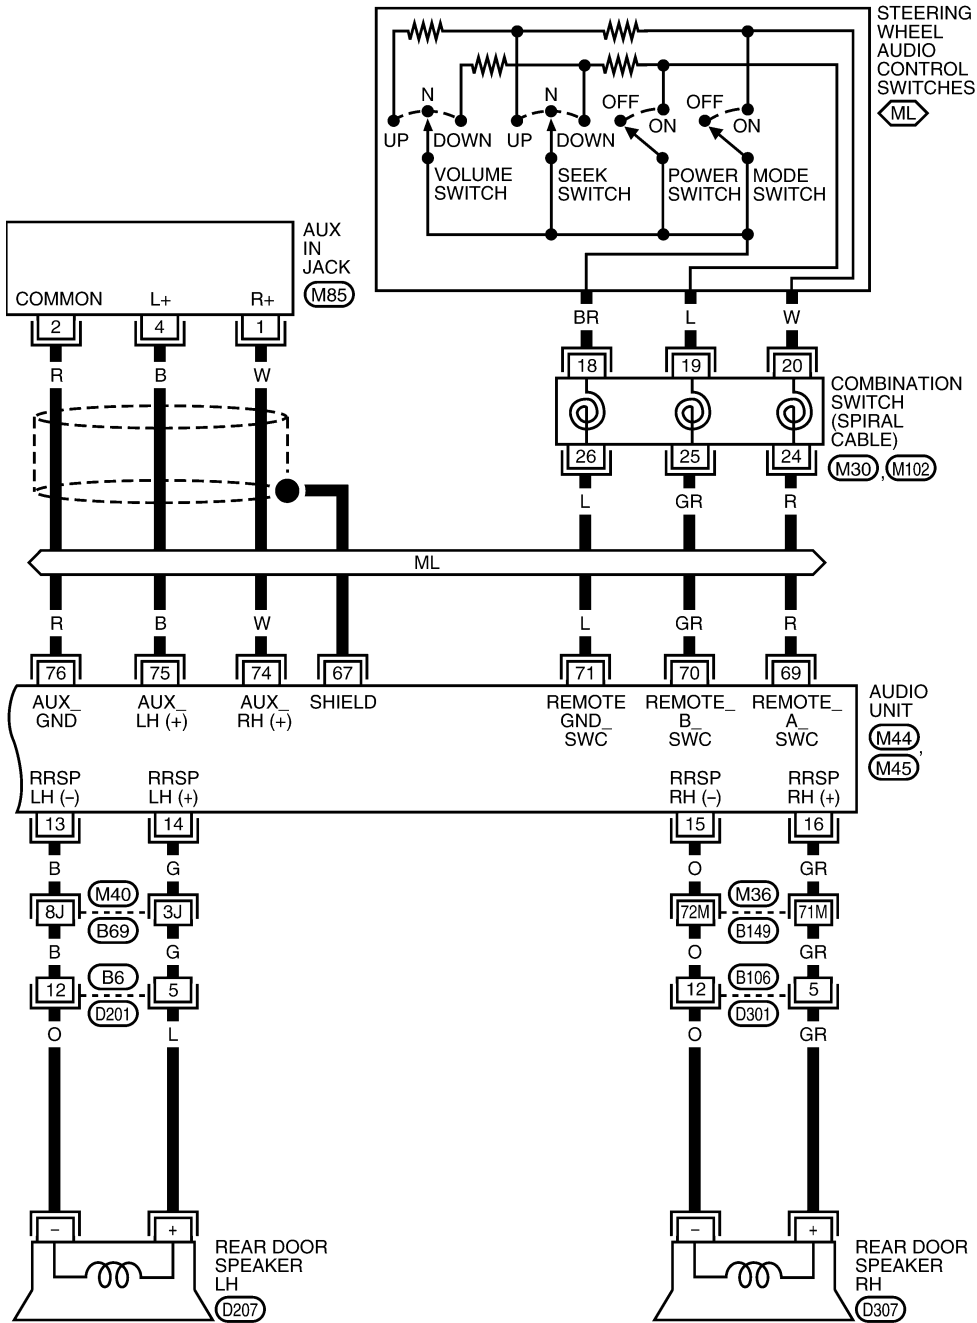 STEERING
WHEEL
AUDIO
CONTROL
SWITCHES
ML
N
N
OFF
OFF
UP
DOWN
UP
DOWN
ON
ON
VOLUME
SWITCH
SEEK
SWITCH
POWER
SWITCH
MODE
SWITCH
AUX
IN
JACK
M85
COMMON
L+
R+
2
4
1
BR
L
W
R
B
W
18
19
20
COMBINATION
SWITCH
(SPIRAL
CABLE)
M30 , M102
26
25
24
L
GR
R
ML
R
B
W
L
GR
R
76
75
74
67
71
70
69
AUX_
GND
AUX_
LH (+)
AUX_
RH (+)
SHIELD
REMOTE
GND_
SWC
REMOTE_
B_
SWC
REMOTE_
A_
SWC
AUDIO
UNIT
M44 ,
M45
RRSP
LH (–)
RRSP
LH (+)
RRSP
RH (–)
RRSP
RH (+)
13
14
15
16
B
G
O
GR
8J
M40
B69
3J
72M
M36
B149
71M
B
G
O
GR
12
B6
D201
5
12
B106
D301
5
O
L
O
GR
–
+
–
+
REAR DOOR
SPEAKER
LH
D207
REAR DOOR
SPEAKER
RH
D307